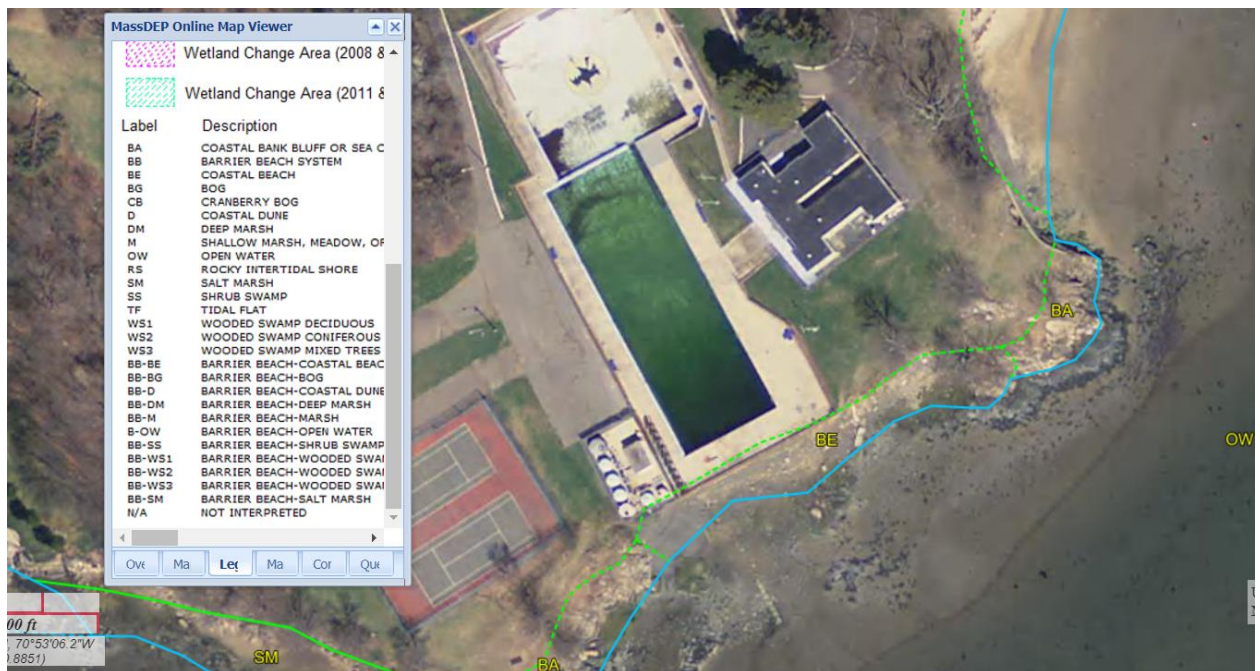 MassDEP Online Map Viewer
Wetland Change Area (2008 &
Wetland Change Area (2011 &
Label Description
BA COASTAL BANK BLUFF OR SEA C
BB BARRIER BEACH SYSTEM
BE COASTAL BEACH
BG BOG
CB CRANBERRY BOG
D COASTAL DUNE
DM DEEP MARSH
M SHALLOW MARSH, MEADOW, OF
OW OPEN WATER
RS ROCKY INTERTIDAL SHORE
SM SALT MARSH
SS SHRUB SWAMP
TF TIDAL FLAT
WS1 WOODED SWAMP DECIDUOUS
WS2 WOODED SWAMP CONIFEROUS
WS3 WOODED SWAMP MIXED TREES
BB-BE BARRIER BEACH-COASTAL BEAC
BB-BG BARRIER BEACH-BOG
BB-D BARRIER BEACH-COASTAL DUNE
BB-DM BARRIER BEACH-DEEP MARSH
BB-M BARRIER BEACH-MARSH
B-OW BARRIER BEACH-OPEN WATER
BB-SS BARRIER BEACH-SHRUB SWAMP
BB-WS1 BARRIER BEACH-WOODED SWAI
BB-WS2 BARRIER BEACH-WOODED SWAI
BB-WS3 BARRIER BEACH-WOODED SWAI
BB-SM BARRIER BEACH-SALT MARSH
N/A NOT INTERPRETED
Ove Ma Leg Ma Cor Que
BA
BE
OW
00 ft
, 70°53'06.2"W
0.8851)
SM
BA